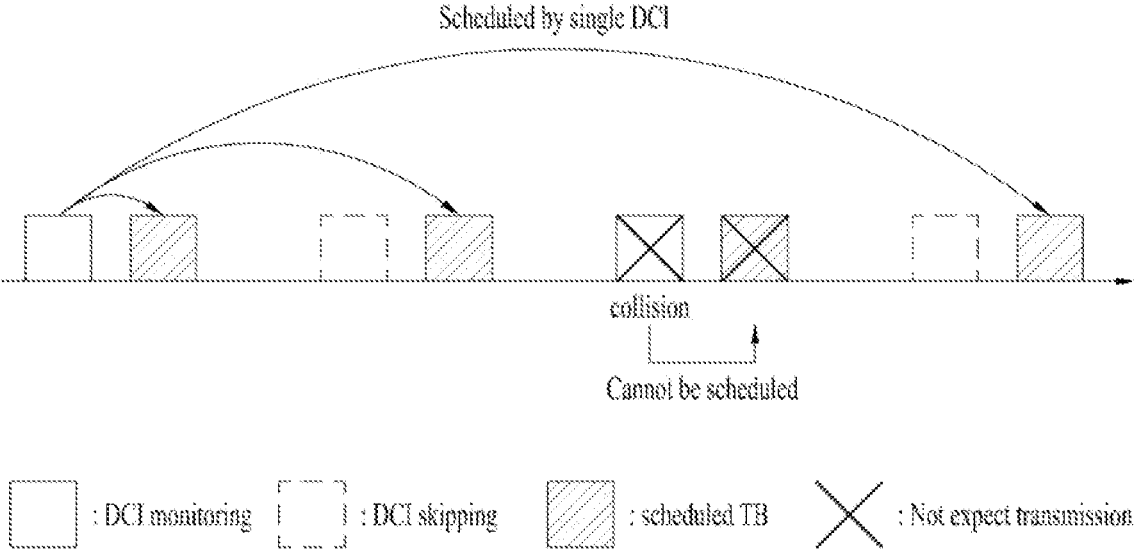 Scheduled by single DCI
collision
Cannot be scheduled
: DCI monitoring
: DCI skipping
: scheduled TB
: Not expect transmission